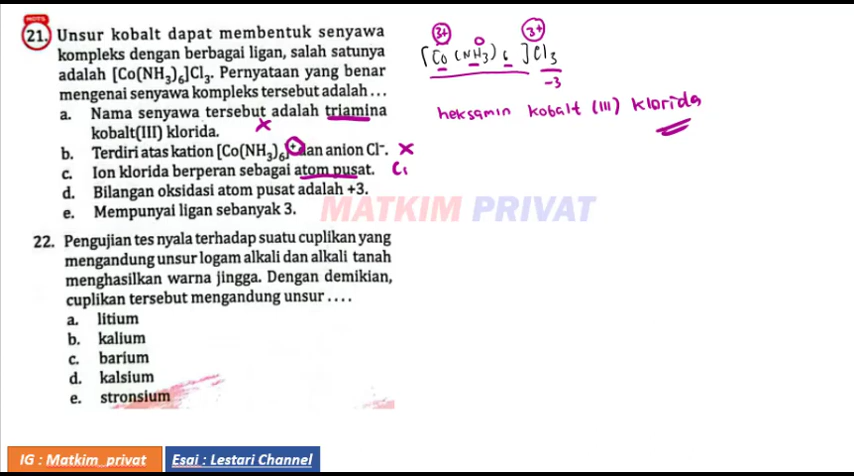 HOTS
21. Unsur kobalt dapat membentuk senyawa
kompleks dengan berbagai ligan, salah satunya
adalah [Co(NH₃)₆]Cl₃. Pernyataan yang benar
mengenai senyawa kompleks tersebut adalah . . .
a. Nama senyawa tersebut adalah triamina
kobalt(III) klorida.
b. Terdiri atas kation [Co(NH₃)₆]⁺ dan anion Cl⁻.
c. Ion klorida berperan sebagai atom pusat.
d. Bilangan oksidasi atom pusat adalah +3.
e. Mempunyai ligan sebanyak 3.
22. Pengujian tes nyala terhadap suatu cuplikan yang
mengandung unsur logam alkali dan alkali tanah
menghasilkan warna jingga. Dengan demikian,
cuplikan tersebut mengandung unsur . . . .
a. litium
b. kalium
c. barium
d. kalsium
e. stronsium
3+ 0 3+
[Co(NH₃)₆]Cl₃
-3
heksamin kobalt (III) klorida
MATKIM PRIVAT
IG : Matkim_privat Esai : Lestari Channel